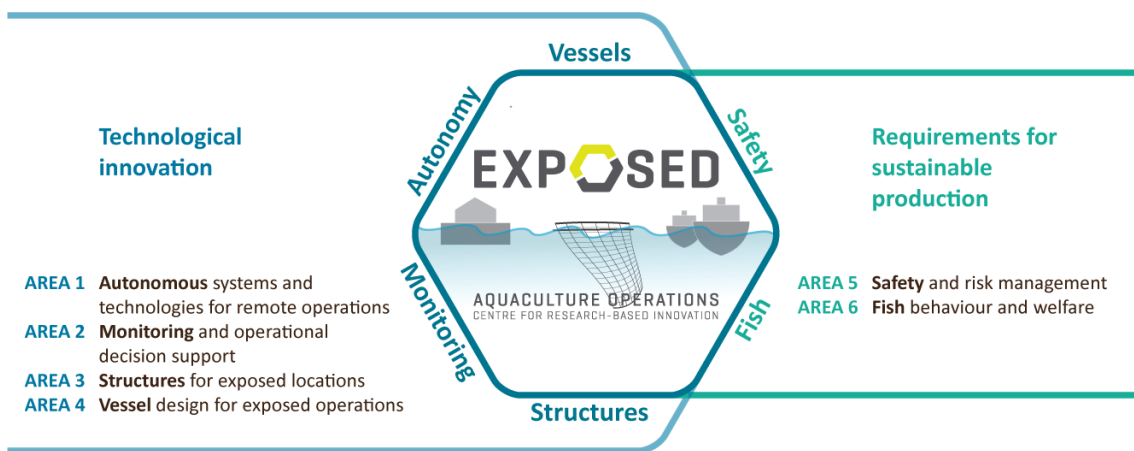 Vessels
Autonomy
Safety
Technological
innovation
Requirements for
sustainable
production
EXPOSED
Monitoring
Fish
AQUACULTURE OPERATIONS
CENTRE FOR RESEARCH-BASED INNOVATION
AREA 1 Autonomous systems and
technologies for remote operations
AREA 2 Monitoring and operational
decision support
AREA 3 Structures for exposed locations
AREA 4 Vessel design for exposed operations
AREA 5 Safety and risk management
AREA 6 Fish behaviour and welfare
Structures